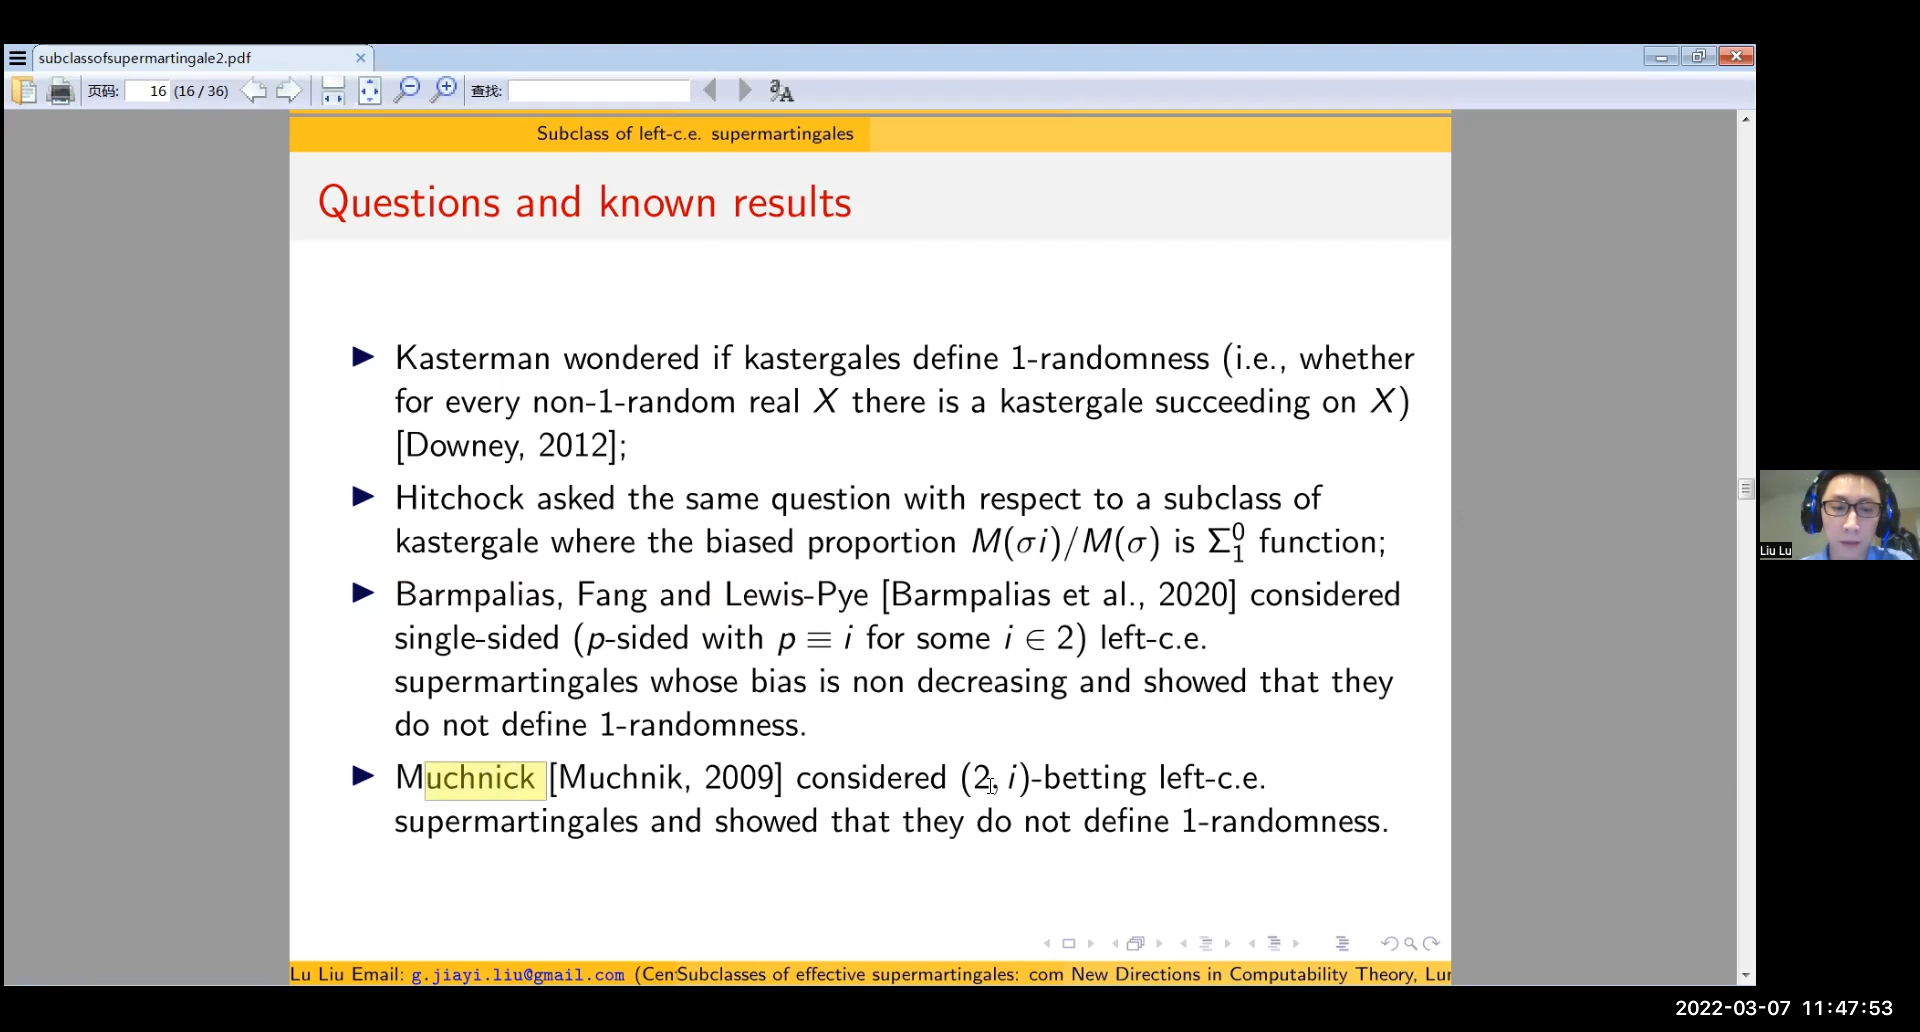 subclassofsupermartingale2.pdf
页码: 16 (16 / 36) 查找:
Subclass of left-c.e. supermartingales
Questions and known results
Kasterman wondered if kastergales define 1-randomness (i.e., whether
for every non-1-random real X there is a kastergale succeeding on X)
[Downey, 2012];
Hitchock asked the same question with respect to a subclass of
kastergale where the biased proportion M(σi)/M(σ) is Σ⁰₁ function;
Barmpalias, Fang and Lewis-Pye [Barmpalias et al., 2020] considered
single-sided (p-sided with p ≡ i for some i ∈ 2) left-c.e.
supermartingales whose bias is non decreasing and showed that they
do not define 1-randomness.
Muchnick [Muchnik, 2009] considered (2, i)-betting left-c.e.
supermartingales and showed that they do not define 1-randomness.
Lu Liu Email: g.jiayi.liu@gmail.com (Cent Subclasses of effective supermartingales: com New Directions in Computability Theory, Lum
Liu Lu
2022-03-07 11:47:53